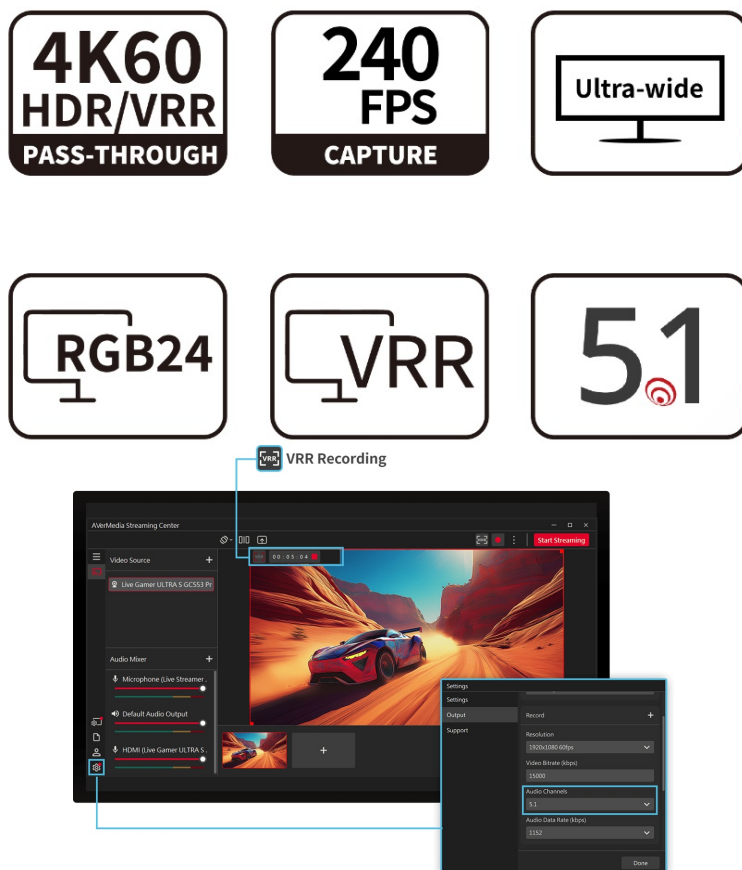 4K60
HDR/VRR
PASS-THROUGH
240
FPS
CAPTURE
Ultra-wide
RGB24
VRR
5.1
VRR
VRR Recording
AVerMedia Streaming Center
Start Streaming
Video Source +
00:05:04
Live Gamer ULTRA S GC553 Pr
Audio Mixer +
Microphone (Live Streamer .
Default Audio Output
HDMI (Live Gamer ULTRA S .
+
Settings
Settings
Output
Support
Record +
Resolution
1920x1080 60fps
Video Bitrate (kbps)
15000
Audio Channels
5.1
Audio Data Rate (kbps)
1152
Done